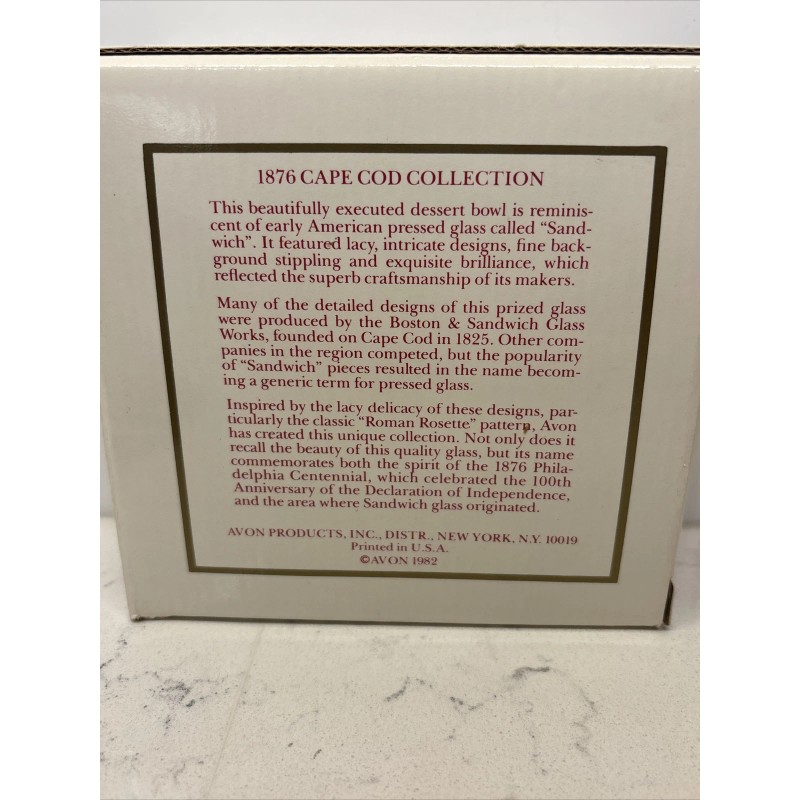 1876 CAPE COD COLLECTION
This beautifully executed dessert bowl is reminis-
cent of early American pressed glass called “Sand-
wich”. It featured lacy, intricate designs, fine back-
ground stippling and exquisite brilliance, which
reflected the superb craftsmanship of its makers.
Many of the detailed designs of this prized glass
were produced by the Boston & Sandwich Glass
Works, founded on Cape Cod in 1825. Other com-
panies in the region competed, but the popularity
of “Sandwich” pieces resulted in the name becom-
ing a generic term for pressed glass.
Inspired by the lacy delicacy of these designs, par-
ticularly the classic “Roman Rosette” pattern, Avon
has created this unique collection. Not only does it
recall the beauty of this quality glass, but its name
commemorates both the spirit of the 1876 Phila-
delphia Centennial, which celebrated the 100th
Anniversary of the Declaration of Independence,
and the area where Sandwich glass originated.
AVON PRODUCTS, INC., DISTR., NEW YORK, N.Y. 10019
Printed in U.S.A.
©AVON 1982